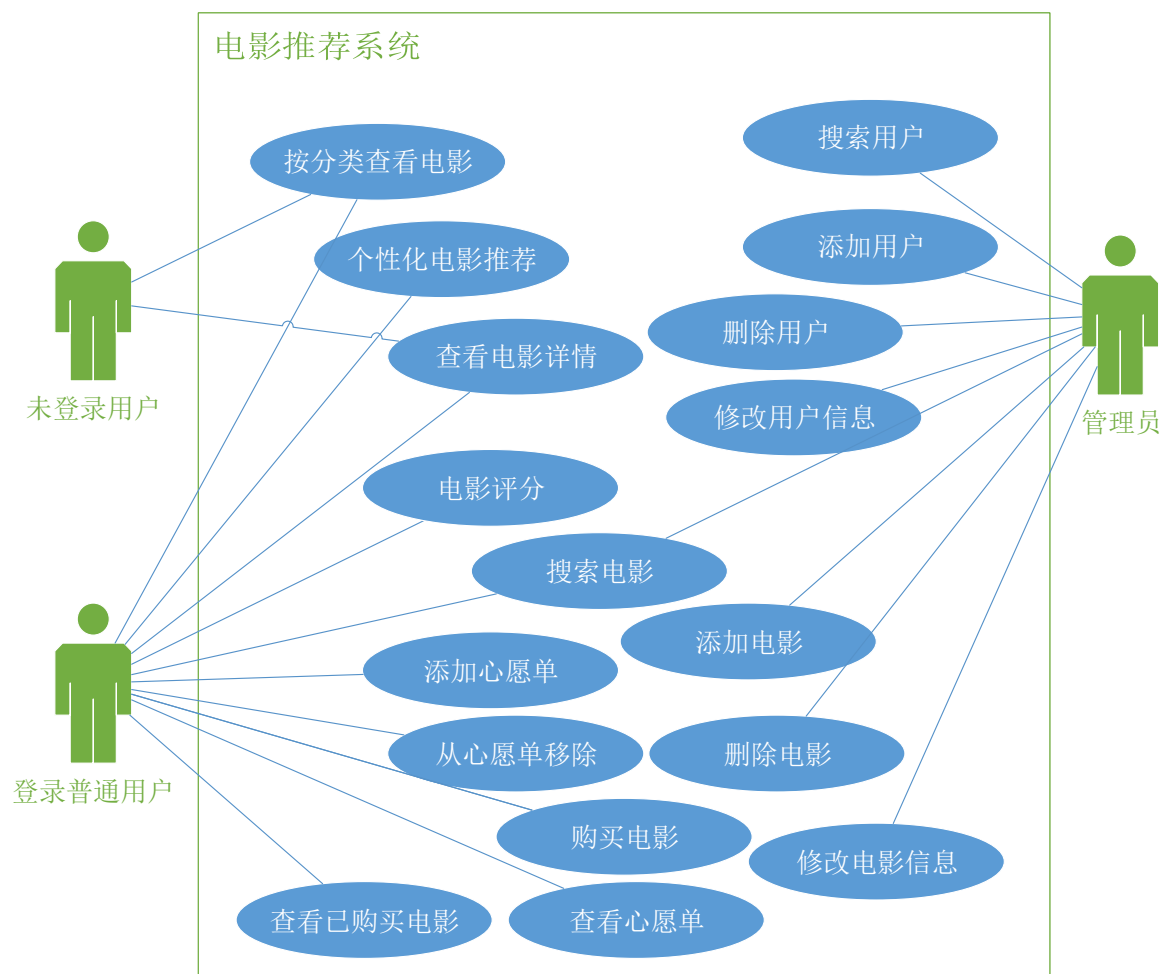 电影推荐系统
搜索用户
按分类查看电影
添加用户
个性化电影推荐
删除用户
查看电影详情
未登录用户
修改用户信息
管理员
电影评分
搜索电影
添加电影
添加心愿单
从心愿单移除
删除电影
登录普通用户
购买电影
修改电影信息
查看已购买电影
查看心愿单